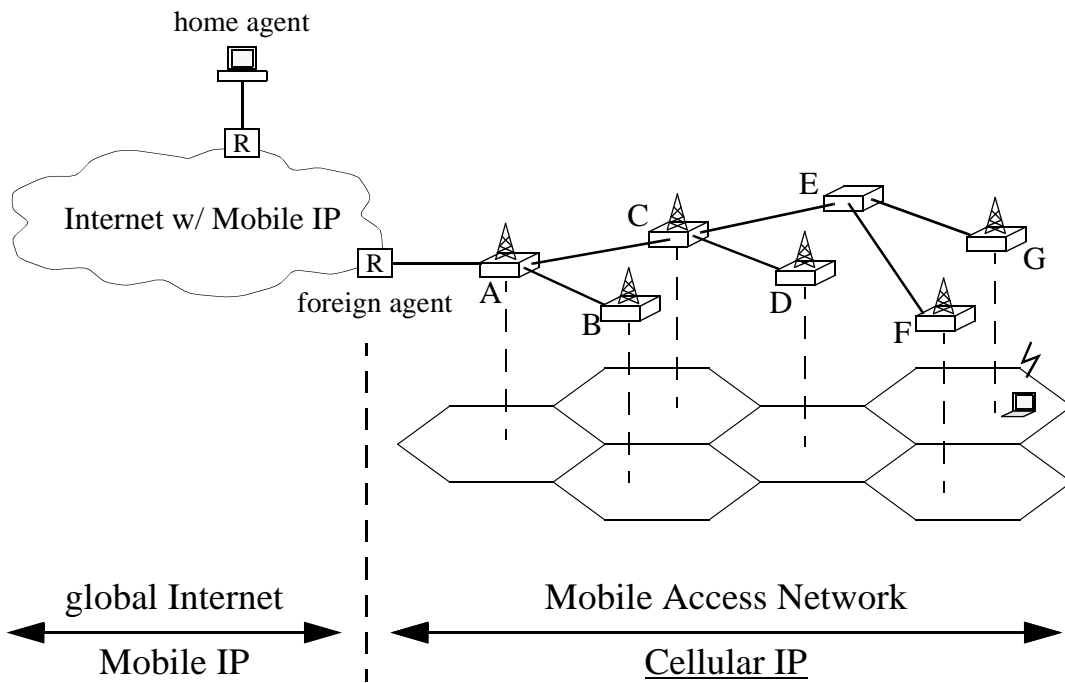 home agent
R
Internet w/ Mobile IP
R
foreign agent
A
B
C
D
E
F
G
global Internet
Mobile IP
Mobile Access Network
Cellular IP